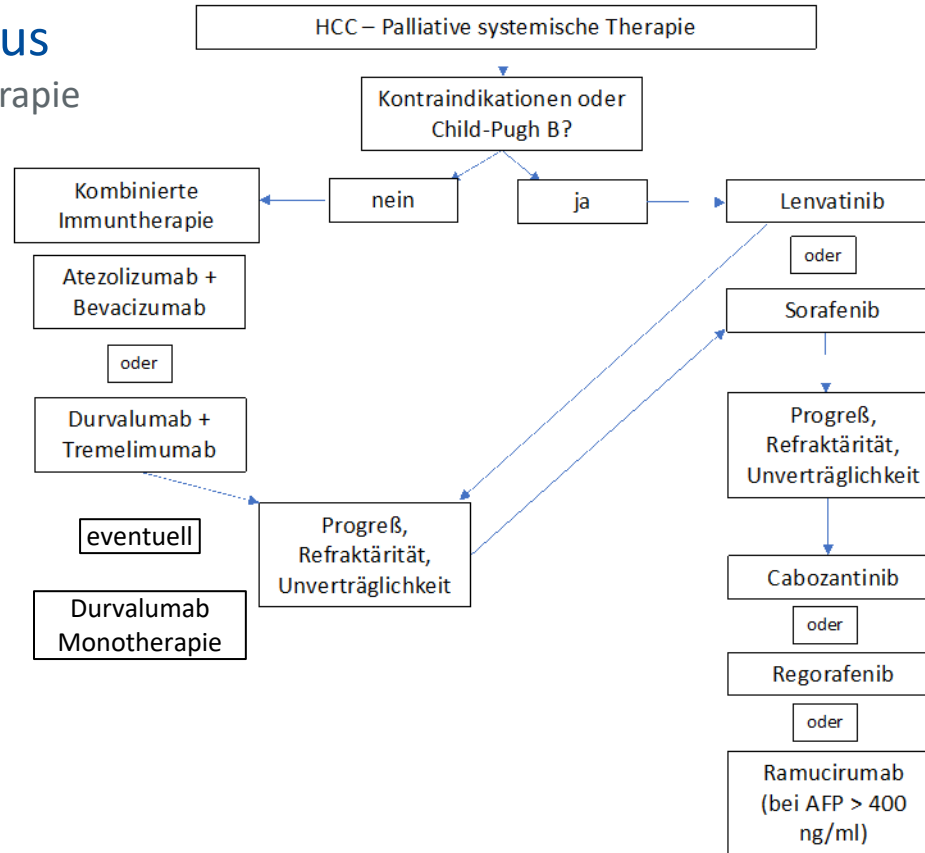 us
rapie
HCC – Palliative systemische Therapie
Kontraindikationen oder
Child-Pugh B?
nein
ja
Kombinierte
Immuntherapie
Atezolizumab +
Bevacizumab
oder
Durvalumab +
Tremelimumab
eventuell
Durvalumab
Monotherapie
Progreß,
Refraktärität,
Unverträglichkeit
Lenvatinib
oder
Sorafenib
Progreß,
Refraktärität,
Unverträglichkeit
Cabozantinib
oder
Regorafenib
oder
Ramucirumab
(bei AFP > 400
ng/ml)